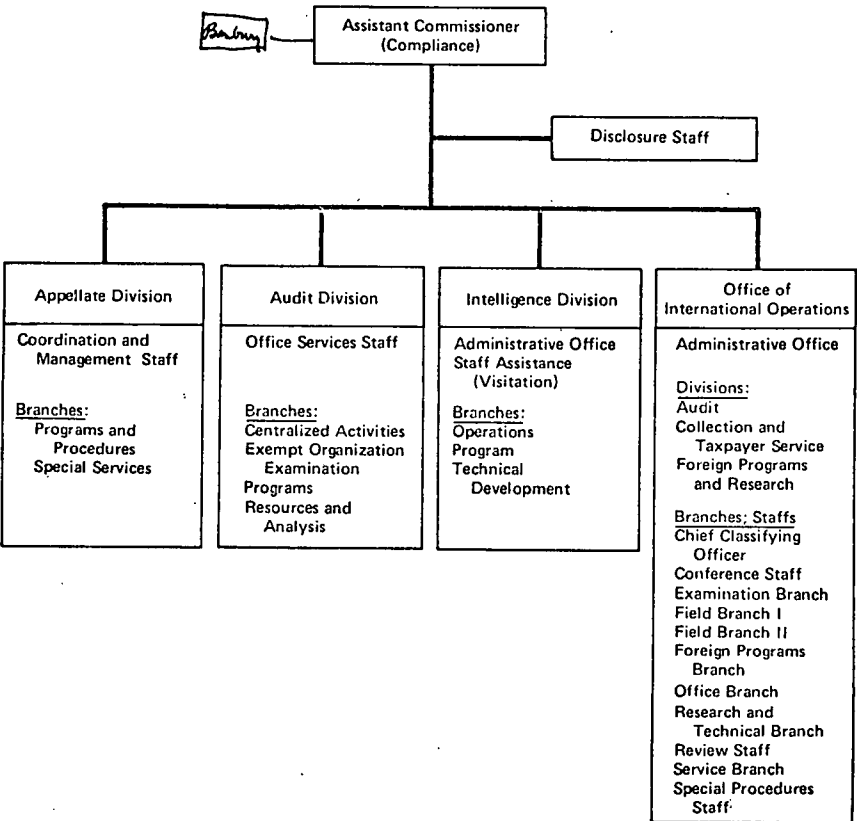 Assistant Commissioner
(Compliance)
Disclosure Staff
Appellate Division
Coordination and
Management Staff
Branches:
Programs and
Procedures
Special Services
Audit Division
Office Services Staff
Branches:
Centralized Activities
Exempt Organization
Examination
Programs
Resources and
Analysis
Intelligence Division
Administrative Office
Staff Assistance
(Visitation)
Branches:
Operations
Program
Technical
Development
Office of
International Operations
Administrative Office
Divisions:
Audit
Collection and
Taxpayer Service
Foreign Programs
and Research
Branches; Staffs
Chief Classifying
Officer
Conference Staff
Examination Branch
Field Branch I
Field Branch II
Foreign Programs
Branch
Office Branch
Research and
Technical Branch
Review Staff
Service Branch
Special Procedures
Staff